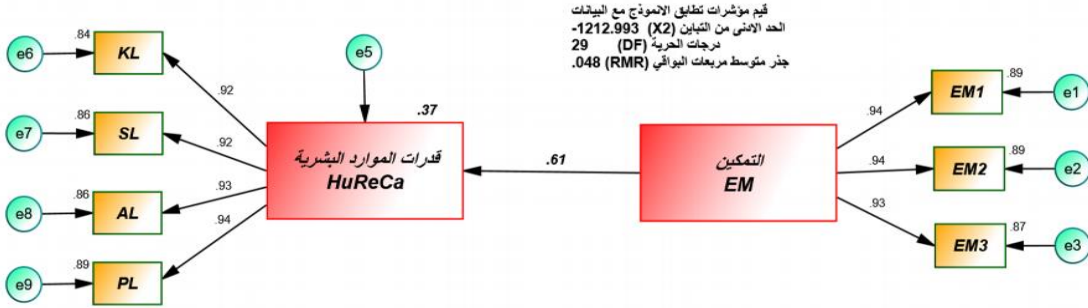 قيم مؤشرات تطابق الانموذج مع البيانات
الحد الادنى من التباين (X2) -1212.993
درجات الحرية (DF) 29
جذر متوسط مربعات البواقي (RMR) .048
e6
.84
KL
.92
e7
.86
SL
.92
e8
.86
AL
.93
e9
.89
PL
.94
e5
.37
قدرات الموارد البشرية
HuReCa
.61
التمكين
EM
.94
EM1
.89
e1
.94
EM2
.89
e2
.93
EM3
.87
e3